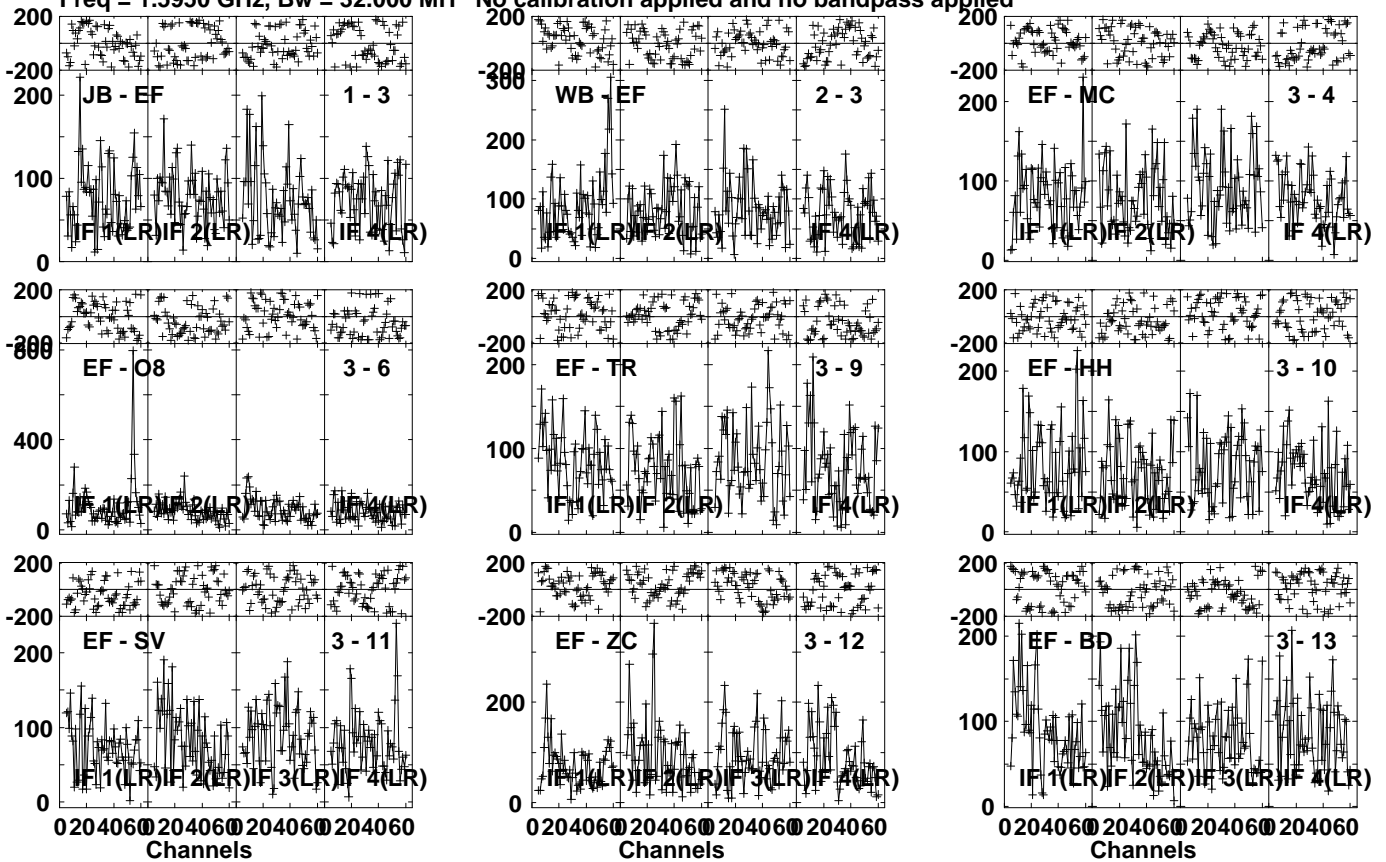 Freq = 1.5950 GHz, Bw = 32.000 MH No calibration applied and no bandpass applied
200
-200
200
100
0
JB - EF 1 - 3
IF 1(LR) IF 2(LR) IF 4(LR)
-200
300
200
100
0
WB - EF 2 - 3
IF 1(LR) IF 2(LR) IF 4(LR)
200
-200
200
100
0
EF - MC 3 - 4
IF 1(LR) IF 2(LR) IF 4(LR)
200
-200
800
400
0
EF - O8 3 - 6
IF 1(LR) IF 2(LR) IF 4(LR)
200
-200
200
100
0
EF - TR 3 - 9
IF 1(LR) IF 2(LR) IF 4(LR)
200
-200
200
100
0
EF - HH 3 - 10
IF 1(LR) IF 2(LR) IF 4(LR)
200
-200
200
100
0
EF - SV 3 - 11
IF 1(LR) IF 2(LR) IF 3(LR) IF 4(LR)
0 20 40 60 0 20 40 60 0 20 40 60 0 20 40 60
Channels
200
-200
200
0
EF - ZC 3 - 12
IF 1(LR) IF 2(LR) IF 3(LR) IF 4(LR)
0 20 40 60 0 20 40 60 0 20 40 60 0 20 40 60
Channels
200
-200
200
100
0
EF - BD 3 - 13
IF 1(LR) IF 2(LR) IF 3(LR) IF 4(LR)
0 20 40 60 0 20 40 60 0 20 40 60 0 20 40 60
Channels